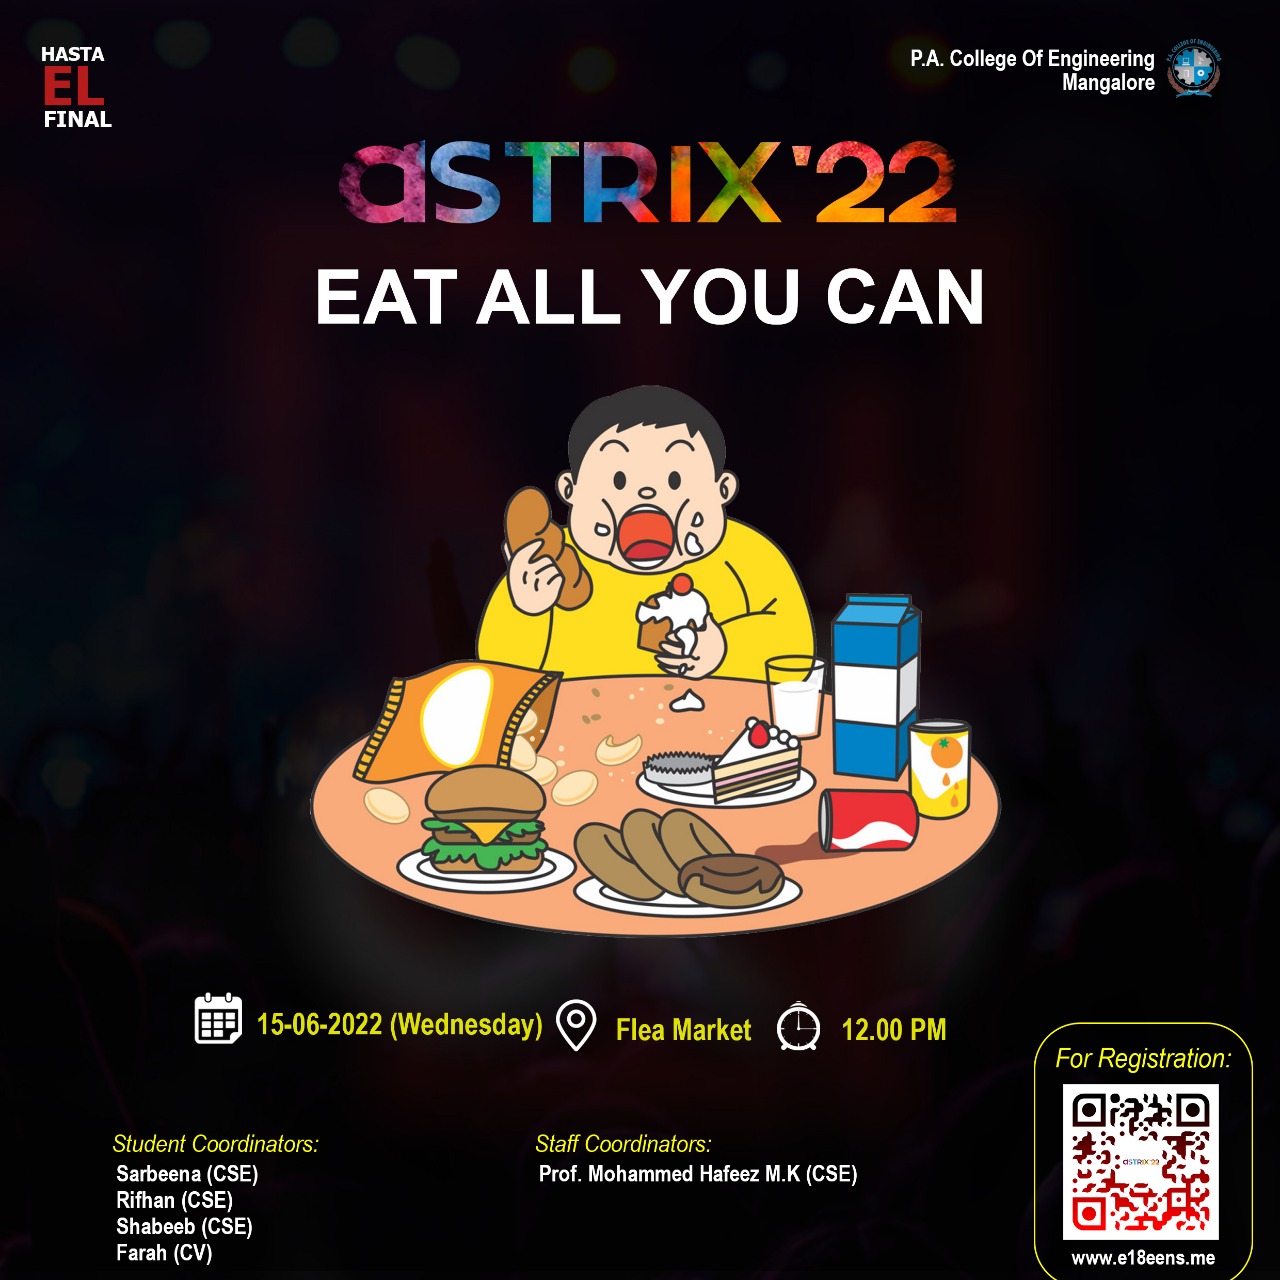 HASTA
EL
FINAL
P.A. College Of Engineering
Mangalore
aSTRIX'22
EAT ALL YOU CAN
15-06-2022 (Wednesday)
Flea Market
12.00 PM
Student Coordinators:
Sarbeena (CSE)
Rifhan (CSE)
Shabeeb (CSE)
Farah (CV)
Staff Coordinators:
Prof. Mohammed Hafeez M.K (CSE)
For Registration:
aSTRIX'22
www.e18eens.me